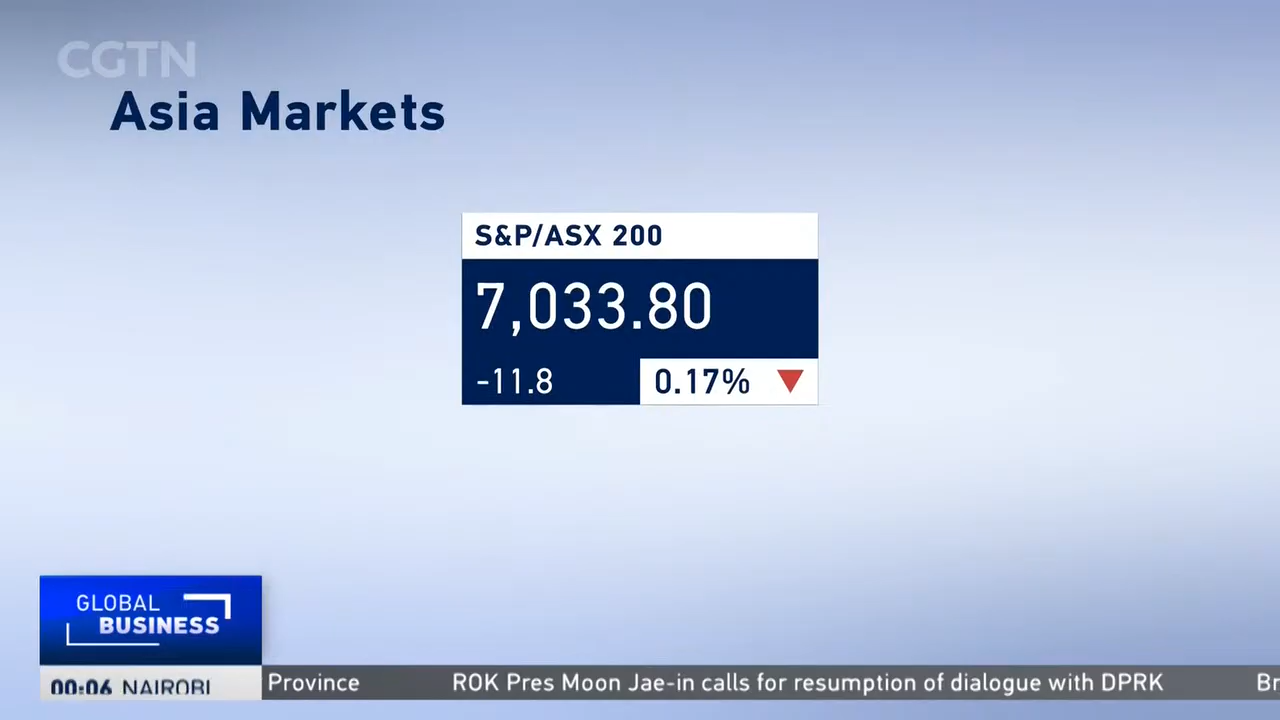 CGTN
Asia Markets
S&P/ASX 200
7,033.80
-11.8 0.17%
GLOBAL
BUSINESS
00:06 NAIROBI Province ROK Pres Moon Jae-in calls for resumption of dialogue with DPRK